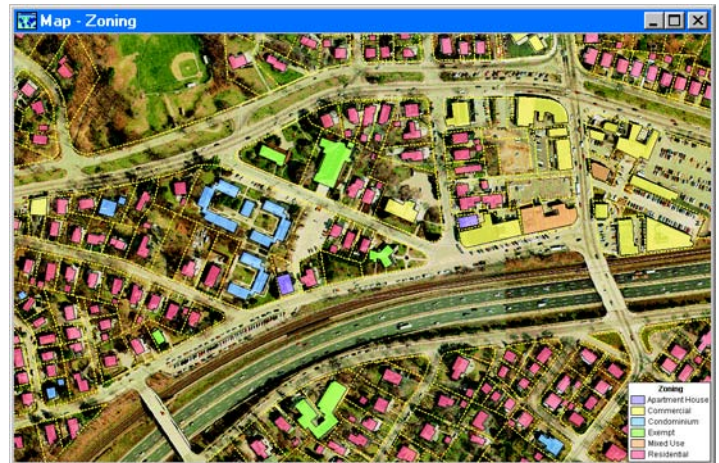 Map - Zoning
Zoning
Apartment House
Commercial
Condominium
Exempt
Mixed Use
Residential